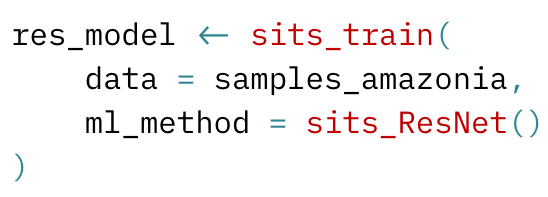 res_model <- sits_train(
    data = samples_amazonia,
    ml_method = sits_ResNet()
)